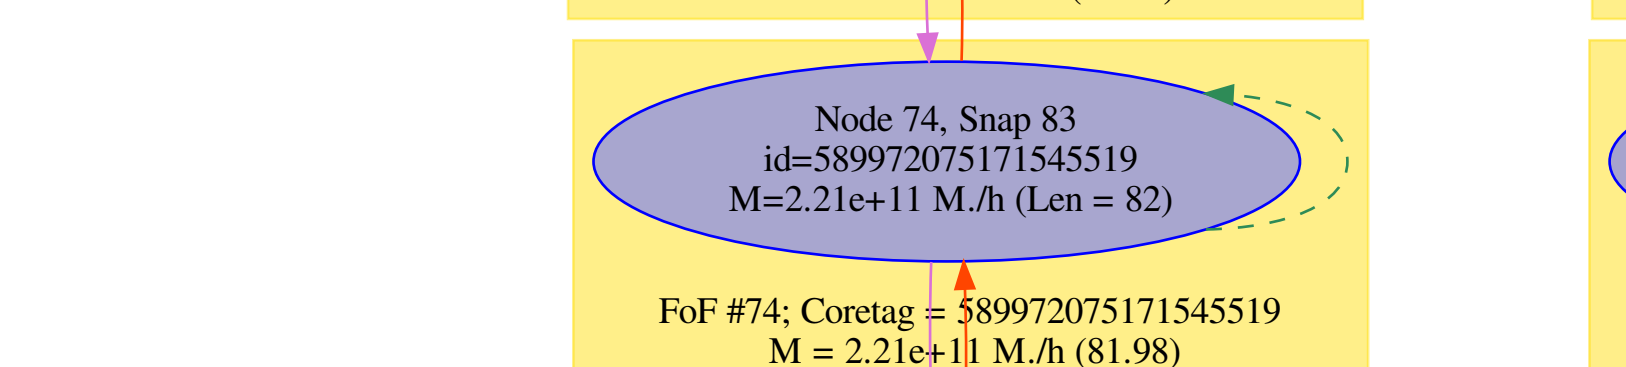 Node 74, Snap 83
id=589972075171545519
M=2.21e+11 M./h (Len = 82)
FoF #74; Coretag = 589972075171545519
M = 2.21e+11 M./h (81.98)